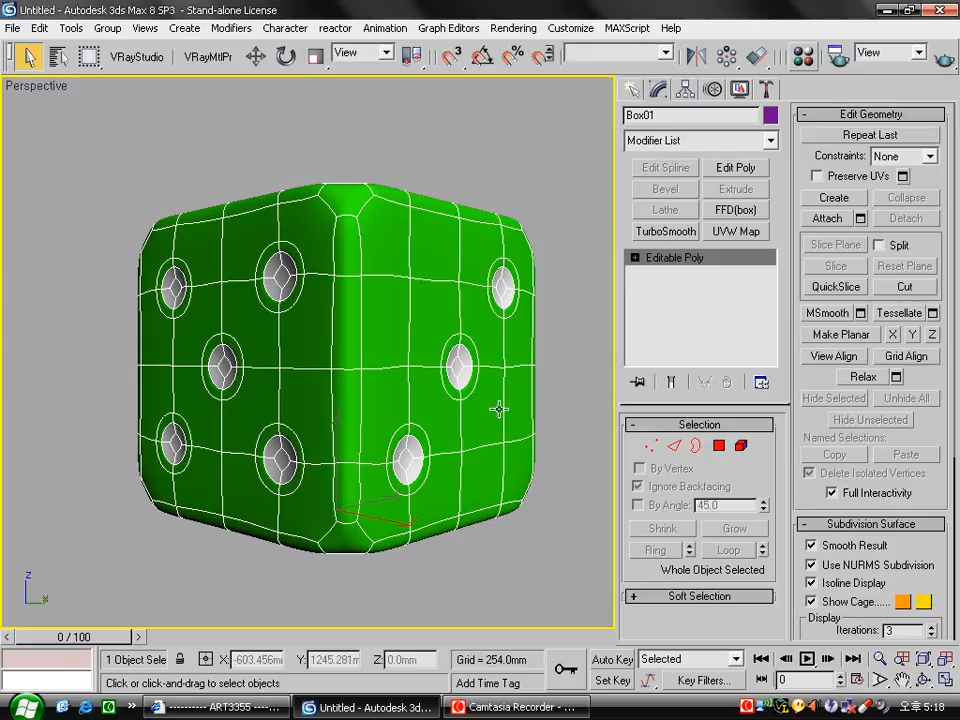 Untitled - Autodesk 3ds Max 8 SP3 - Stand-alone License
File Edit Tools Group Views Create Modifiers Character reactor Animation Graph Editors Rendering Customize MAXScript Help
VRayStudio VRayMtlPr View View
Perspective
Box01
Modifier List
Edit Spline Edit Poly
Bevel Extrude
Lathe FFD(box)
TurboSmooth UVW Map
Editable Poly
Selection
By Vertex
Ignore Backfacing
By Angle: 45.0
Shrink Grow
Ring Loop
Whole Object Selected
Soft Selection
Edit Geometry
Repeat Last
Constraints: None
Preserve UVs
Create Collapse
Attach Detach
Slice Plane Split
Slice Reset Plane
QuickSlice Cut
MSmooth Tessellate
Make Planar X Y Z
View Align Grid Align
Relax
Hide Selected Unhide All
Hide Unselected
Named Selections:
Copy Paste
Delete Isolated Vertices
Full Interactivity
Subdivision Surface
Smooth Result
Use NURMS Subdivision
Isoline Display
Show Cage......
Display
Iterations: 3
z
x
0 / 100
1 Object Sele X: -603.456mi Y: 1245.281m Z: 0.0mm Grid = 254.0mm
Click or click-and-drag to select objects Add Time Tag
Auto Key Selected
Set Key Key Filters... 0
---------- ART3355 ----... Untitled - Autodesk 3d... Camtasia Recorder - ... 오후 5:18